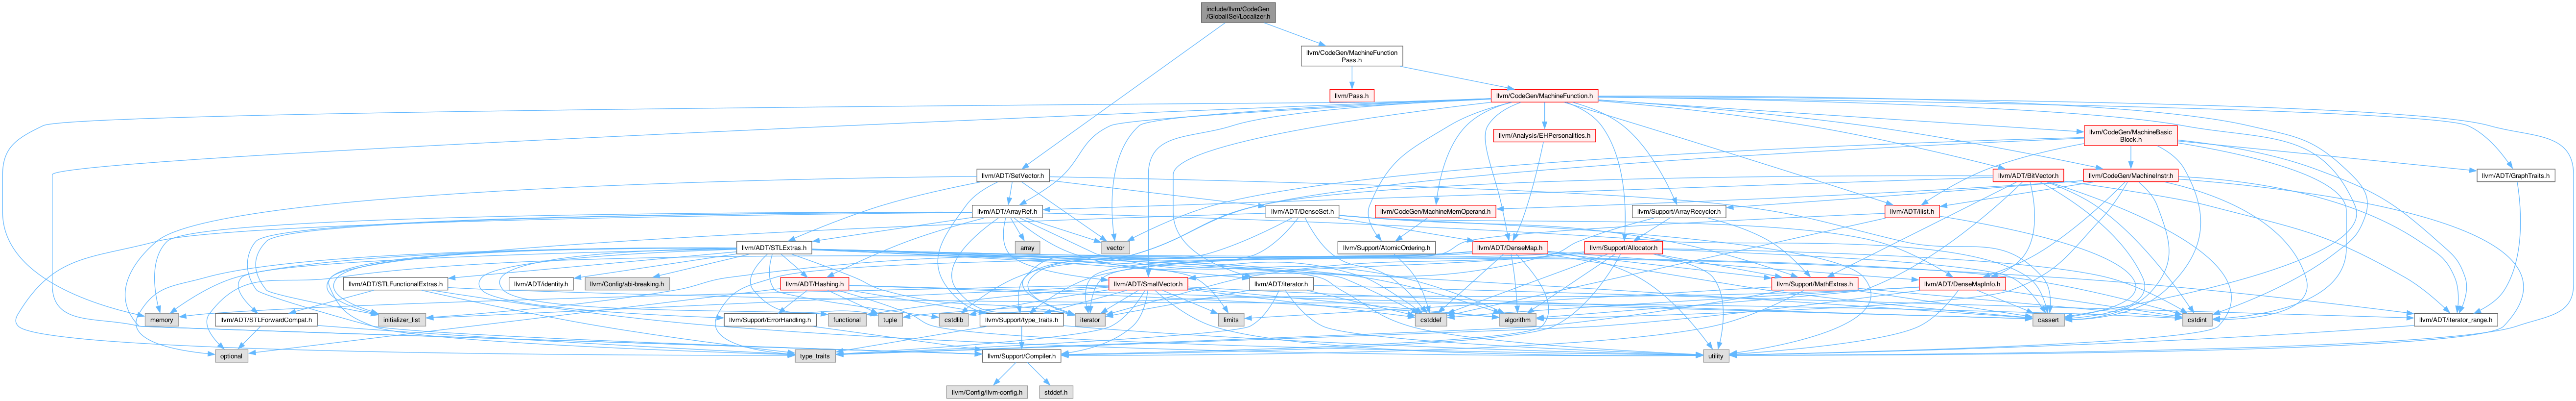 include/llvm/CodeGen
/GlobalISel/Localizer.h
llvm/CodeGen/MachineFunction
Pass.h
llvm/Pass.h
llvm/CodeGen/MachineFunction.h
llvm/Analysis/EHPersonalities.h
llvm/CodeGen/MachineBasic
Block.h
llvm/ADT/SetVector.h
llvm/ADT/BitVector.h
llvm/CodeGen/MachineInstr.h
llvm/ADT/GraphTraits.h
llvm/ADT/ArrayRef.h
llvm/ADT/DenseSet.h
llvm/CodeGen/MachineMemOperand.h
llvm/Support/ArrayRecycler.h
llvm/ADT/ilist.h
llvm/ADT/STLExtras.h
array
vector
llvm/Support/AtomicOrdering.h
llvm/ADT/DenseMap.h
llvm/Support/Allocator.h
llvm/ADT/STLFunctionalExtras.h
llvm/ADT/identity.h
llvm/Config/abi-breaking.h
llvm/ADT/Hashing.h
llvm/ADT/SmallVector.h
llvm/ADT/iterator.h
llvm/Support/MathExtras.h
llvm/ADT/DenseMapInfo.h
memory
llvm/ADT/STLForwardCompat.h
initializer_list
llvm/Support/ErrorHandling.h
functional
tuple
cstdlib
llvm/Support/type_traits.h
iterator
limits
cstddef
algorithm
cassert
cstdint
llvm/ADT/iterator_range.h
optional
type_traits
llvm/Support/Compiler.h
utility
llvm/Config/llvm-config.h
stddef.h